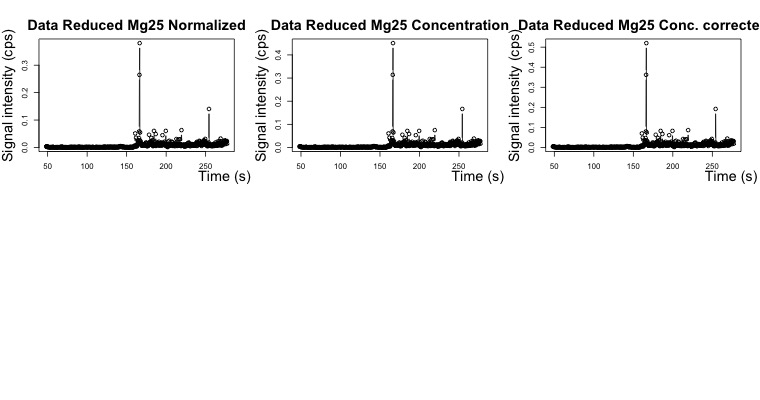 Data Reduced Mg25 Normalized
Signal intensity (cps)
0.0 0.1 0.2 0.3
50 100 150 200 250
Time (s)
Data Reduced Mg25 Concentration
Signal intensity (cps)
0.0 0.1 0.2 0.3 0.4
50 100 150 200 250
Time (s)
Data Reduced Mg25 Conc. correcte
Signal intensity (cps)
0.0 0.1 0.2 0.3 0.4 0.5
50 100 150 200 250
Time (s)